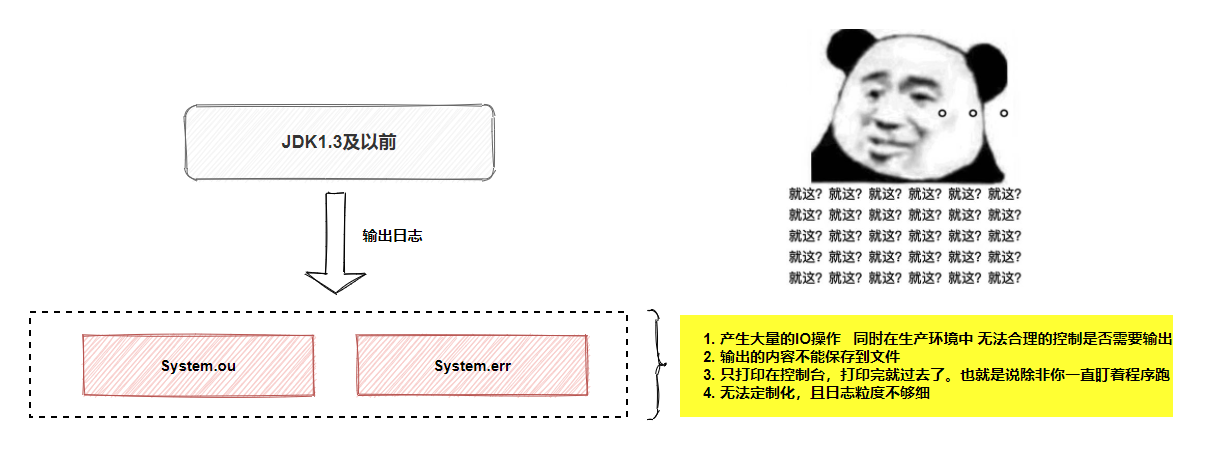 JDK1.3及以前
输出日志
System.ou
System.err
就这? 就这? 就这? 就这? 就这? 就这?
就这? 就这? 就这? 就这? 就这? 就这?
就这? 就这? 就这? 就这? 就这? 就这?
就这? 就这? 就这? 就这? 就这? 就这?
就这? 就这? 就这? 就这? 就这? 就这?
1. 产生大量的IO操作 同时在生产环境中 无法合理的控制是否需要输出
2. 输出的内容不能保存到文件
3. 只打印在控制台，打印完就过去了。也就是说除非你一直盯着程序跑
4. 无法定制化，且日志粒度不够细